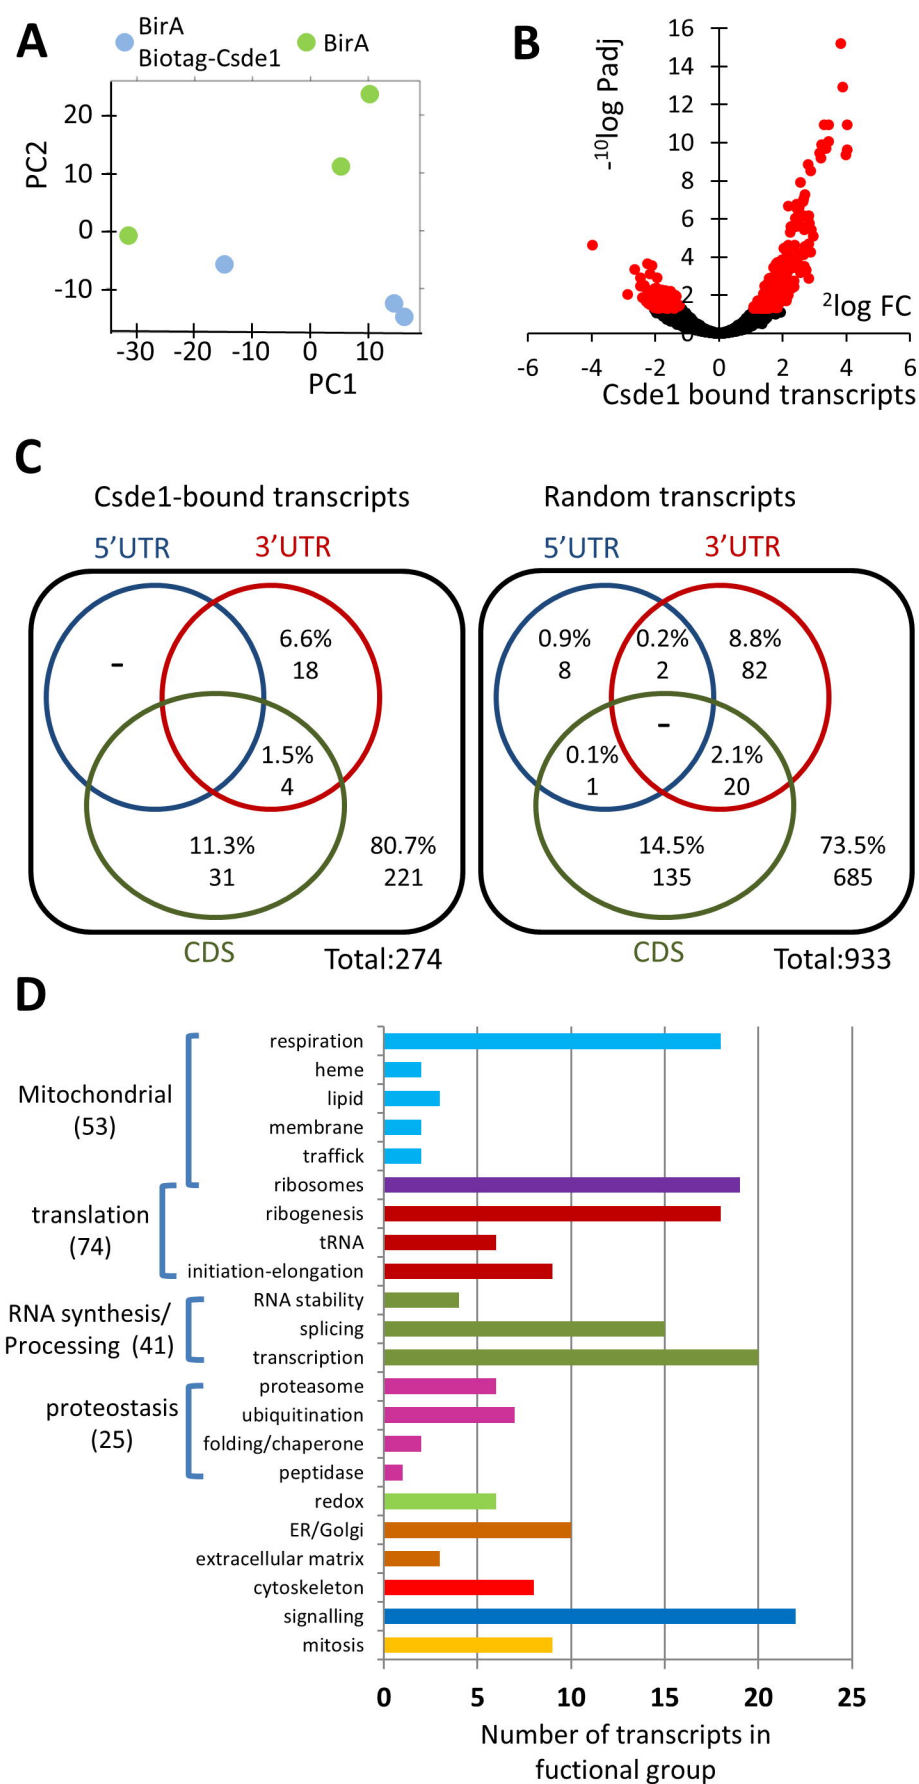 A
BirA
Biotag-Csde1
BirA
PC2
20
10
0
-10
-30
-20
-10
0
10
PC1
B
-10log Padj
16
14
12
10
8
6
4
2
0
2log FC
-6
-4
-2
0
2
4
6
Csde1 bound transcripts
C
Csde1-bound transcripts
5'UTR
3'UTR
-
6.6%
18
1.5%
4
11.3%
31
80.7%
221
CDS
Total:274
Random transcripts
5'UTR
3'UTR
0.9%
8
0.2%
2
8.8%
82
-
0.1%
1
2.1%
20
14.5%
135
73.5%
685
CDS
Total:933
D
Mitochondrial
(53)
translation
(74)
RNA synthesis/
Processing (41)
proteostasis
(25)
respiration
heme
lipid
membrane
traffick
ribosomes
ribogenesis
tRNA
initiation-elongation
RNA stability
splicing
transcription
proteasome
ubiquitination
folding/chaperone
peptidase
redox
ER/Golgi
extracellular matrix
cytoskeleton
signalling
mitosis
0
5
10
15
20
25
Number of transcripts in
fuctional group